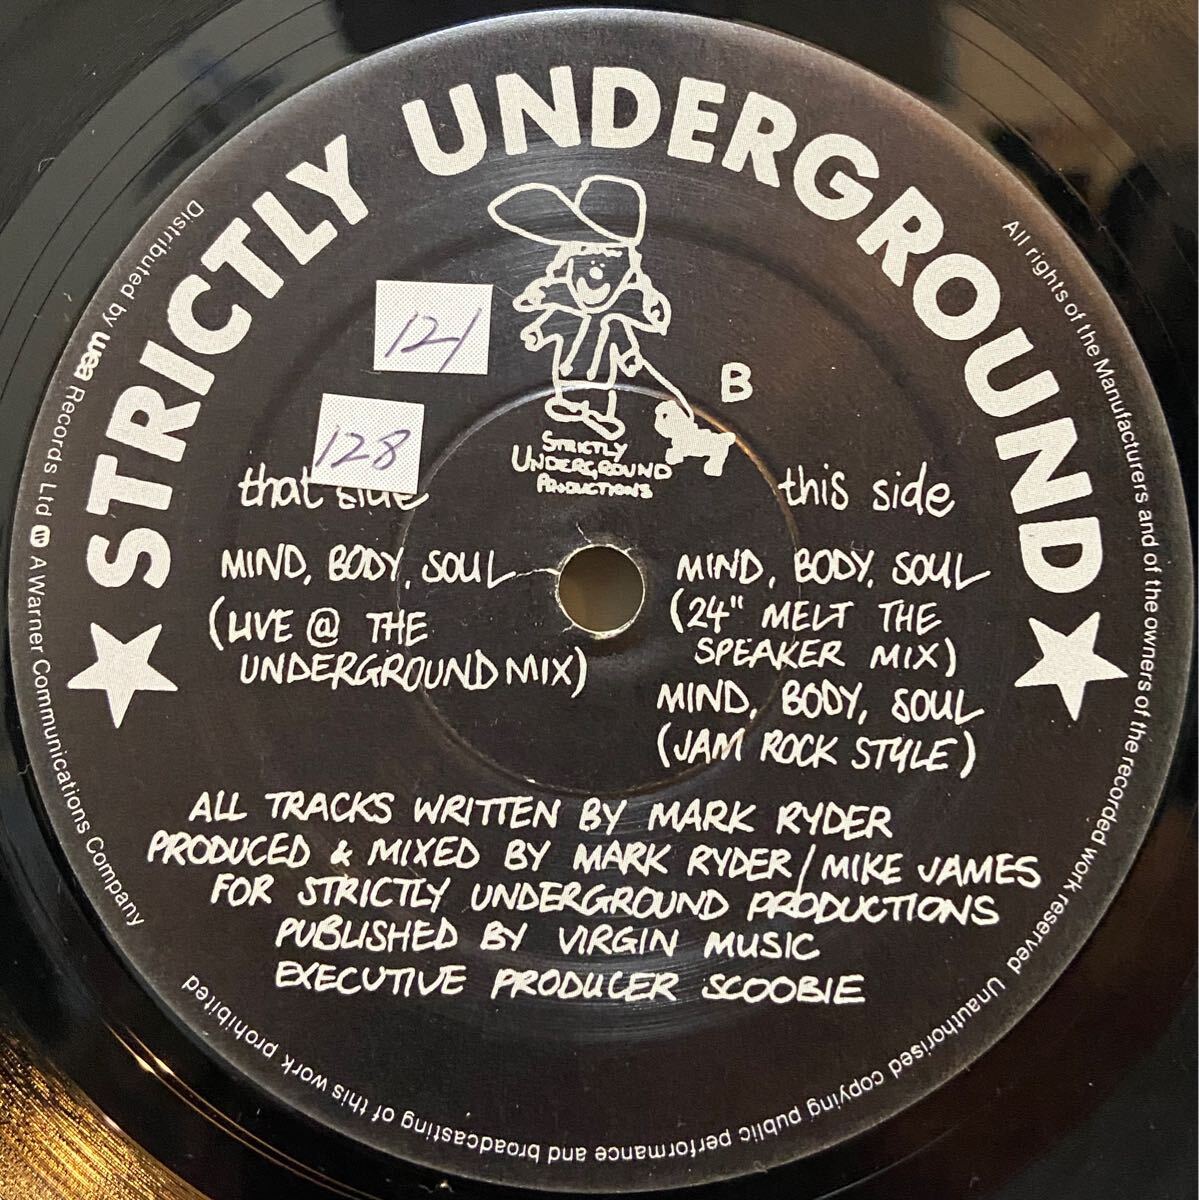 STRICTLY UNDERGROUND
121
128
B
STRICTLY
UNDERGROUND
PRODUCTIONS
that side
MIND, BODY, SOUL
(LIVE @ THE
UNDERGROUND MIX)
this side
MIND, BODY, SOUL
(24" MELT THE
SPEAKER MIX)
MIND, BODY, SOUL
(JAM ROCK STYLE)
ALL TRACKS WRITTEN BY MARK RYDER
PRODUCED & MIXED BY MARK RYDER/MIKE JAMES
FOR STRICTLY UNDERGROUND PRODUCTIONS
PUBLISHED BY VIRGIN MUSIC
EXECUTIVE PRODUCER SCOOBIE
Distributed by wea Records Ltd A Warner Communications Company
All rights of the Manufacturers and of the owners of the recorded work reserved Unauthorised copying public performance and broadcasting of this work prohibited